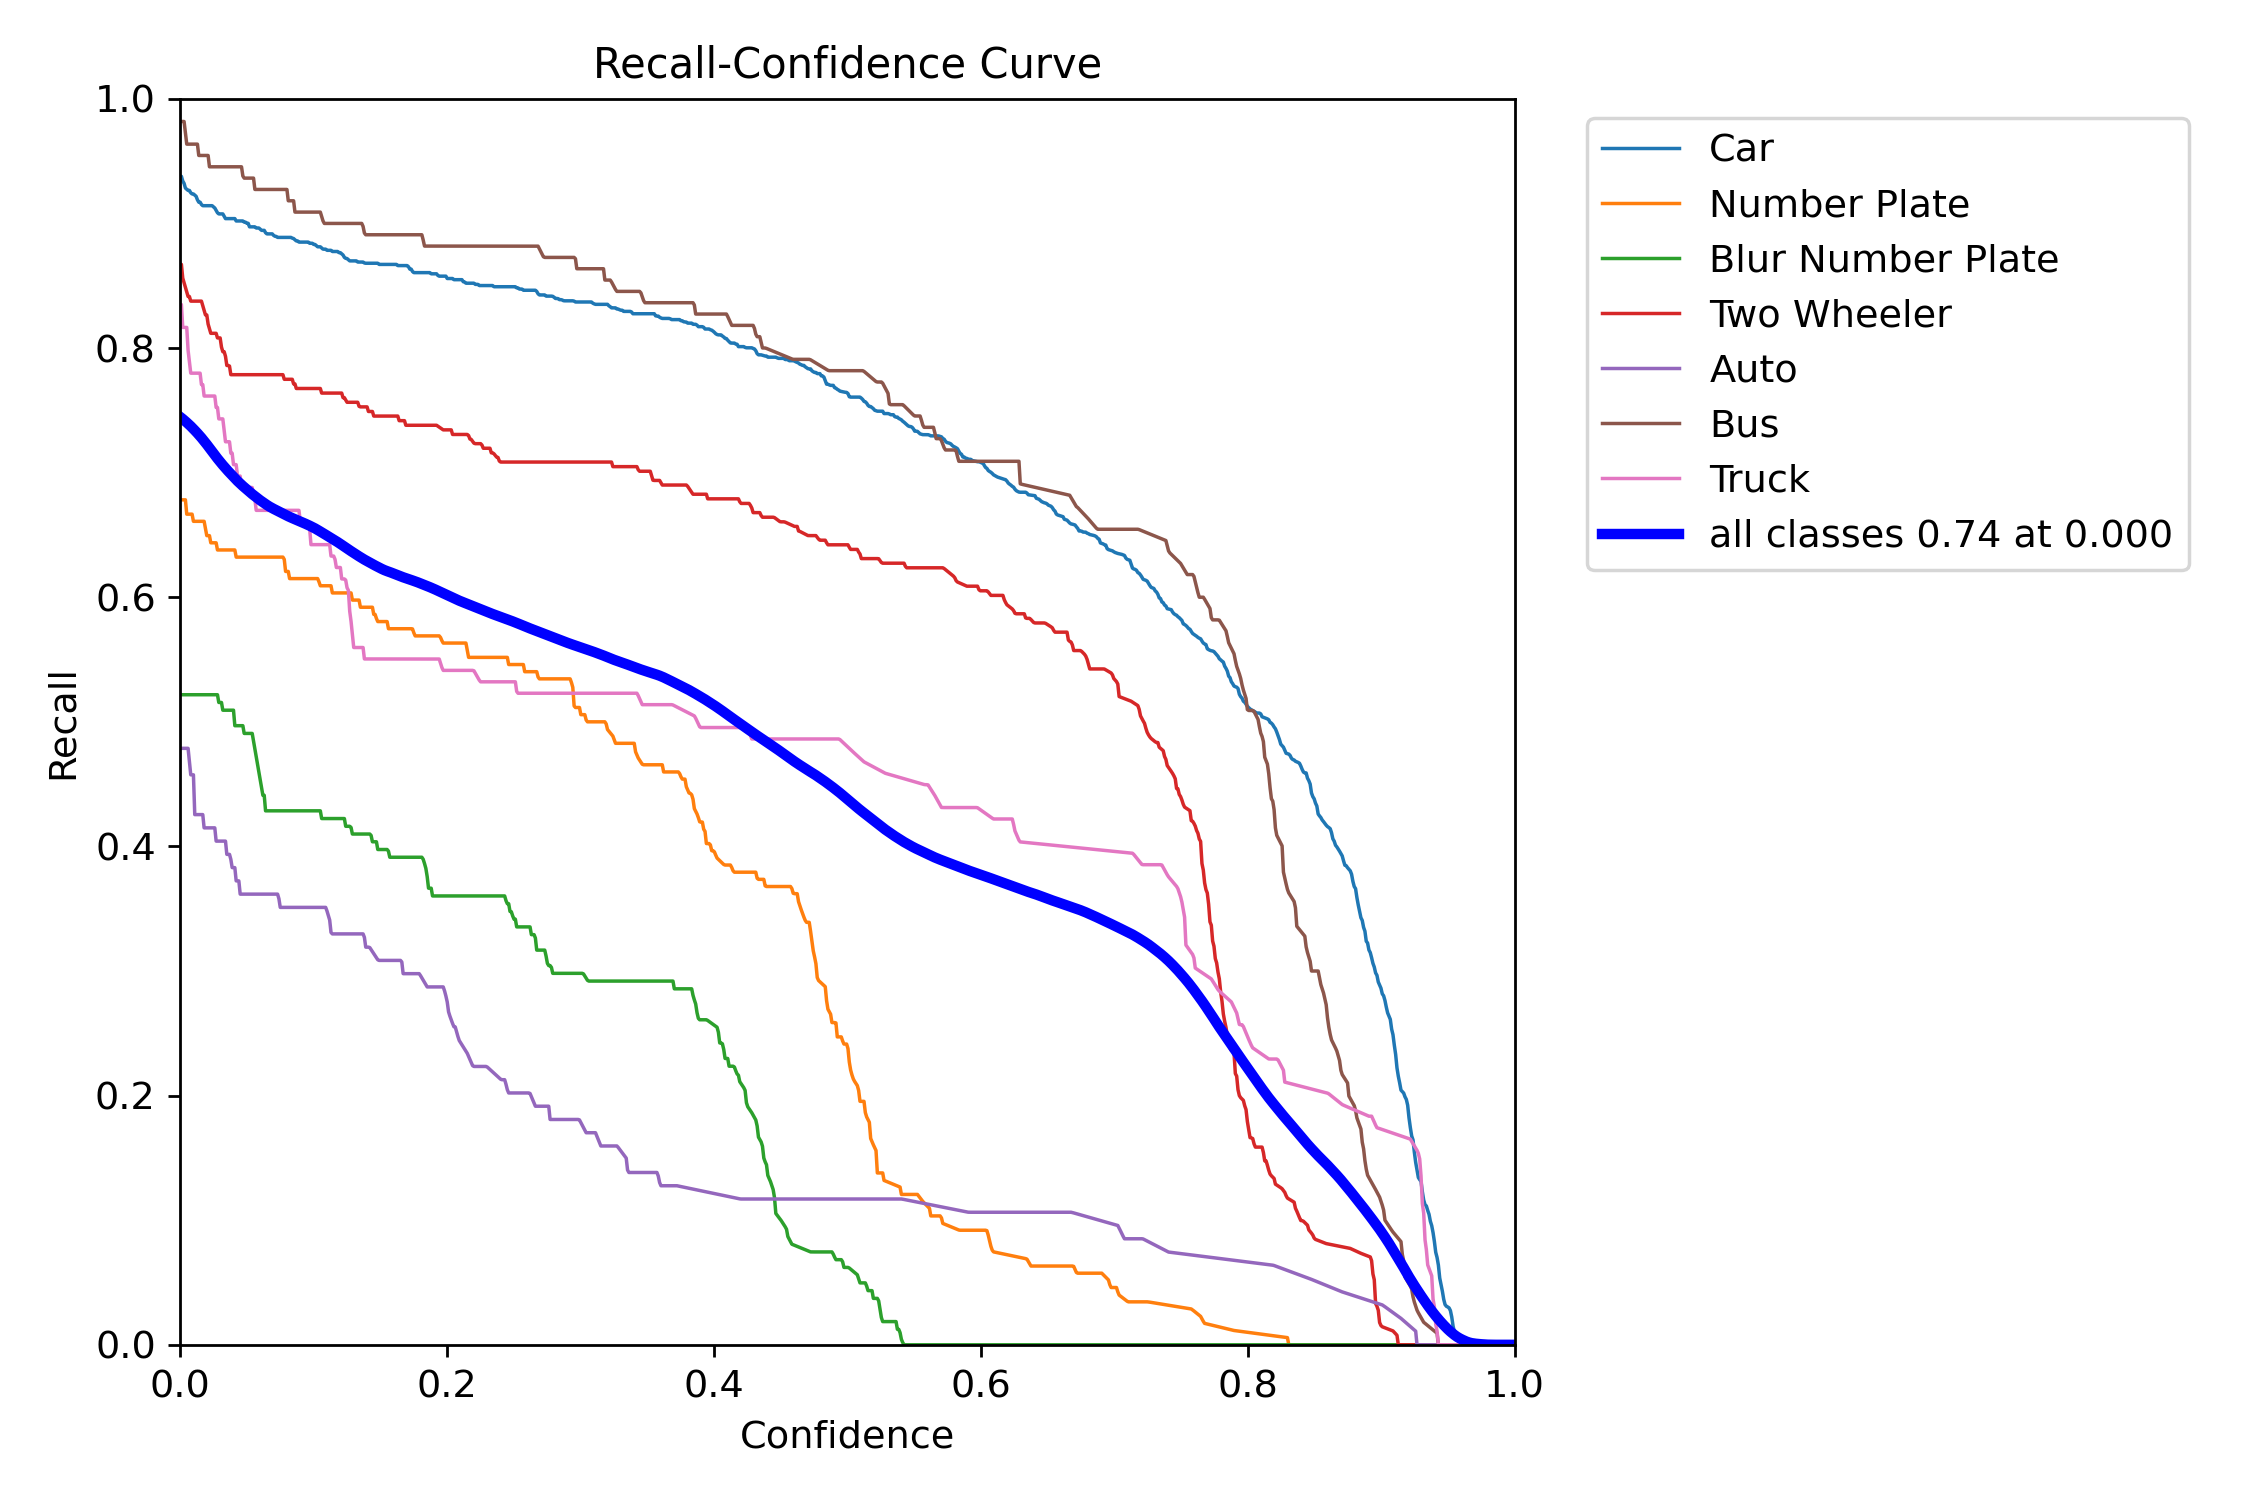 Recall-Confidence Curve
1.0
0.8
0.6
0.4
0.2
0.0
Recall
0.0 0.2 0.4 0.6 0.8 1.0
Confidence
Car
Number Plate
Blur Number Plate
Two Wheeler
Auto
Bus
Truck
all classes 0.74 at 0.000